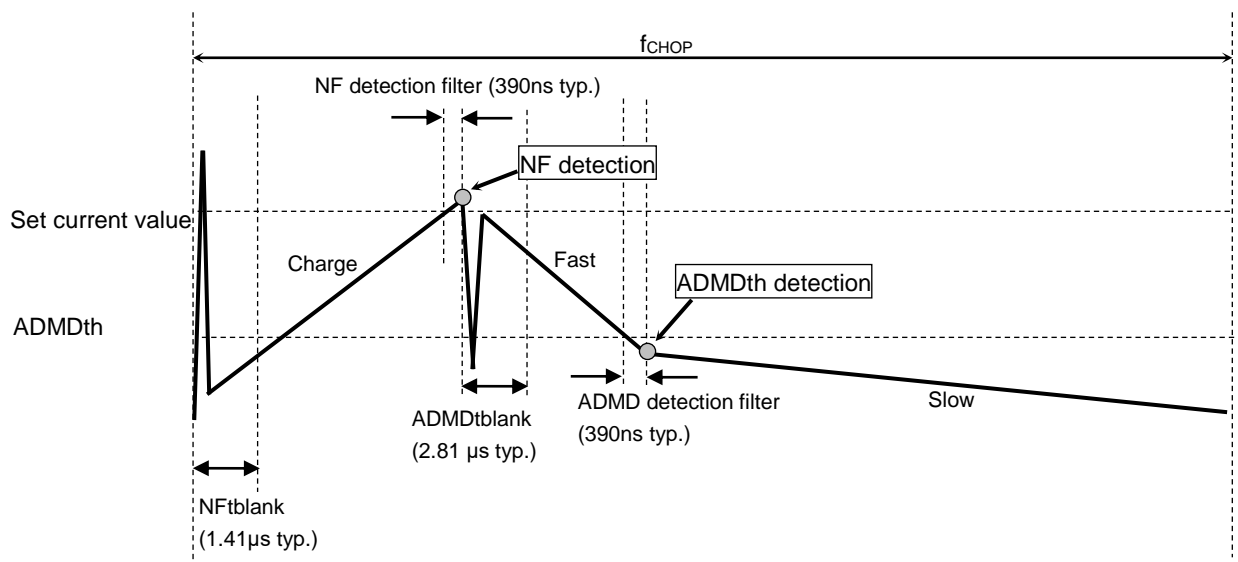 fCHOP
NF detection filter (390ns typ.)
NF detection
Set current value
Charge
Fast
ADMDth detection
ADMDth
ADMDtblank
(2.81 µs typ.)
ADMD detection filter
(390ns typ.)
Slow
NFtblank
(1.41µs typ.)